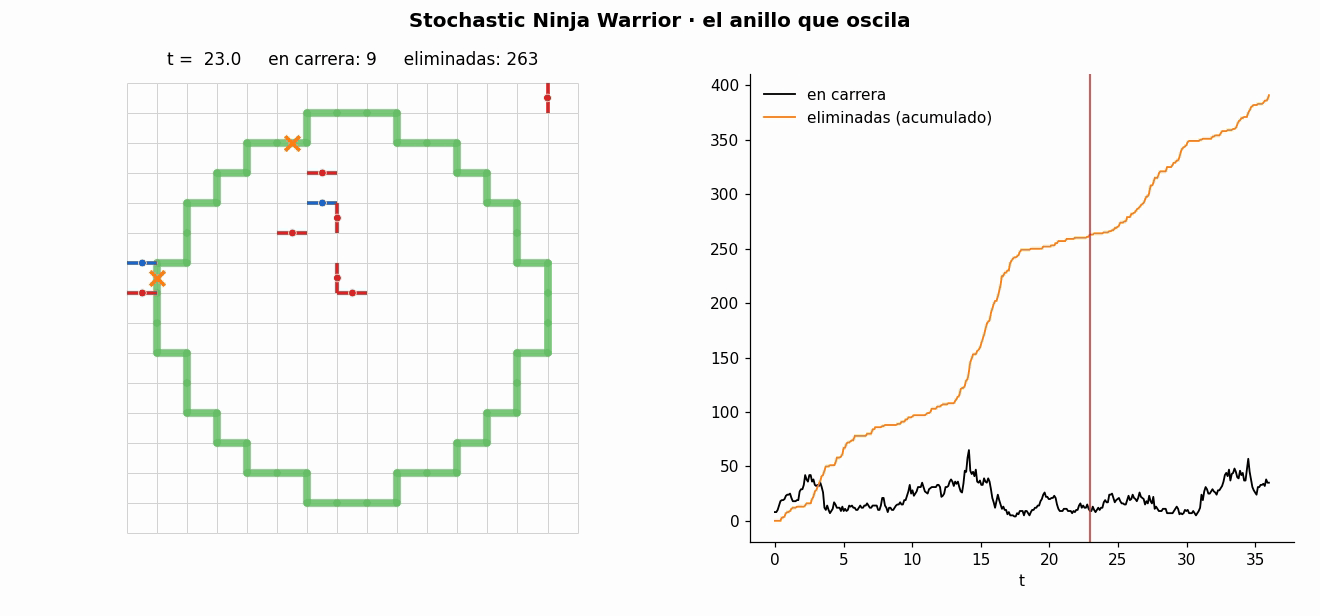 Stochastic Ninja Warrior · el anillo que oscila
t =  23.0     en carrera: 9     eliminadas: 263
en carrera
eliminadas (acumulado)
400
350
300
250
200
150
100
50
0
0 5 10 15 20 25 30 35
t